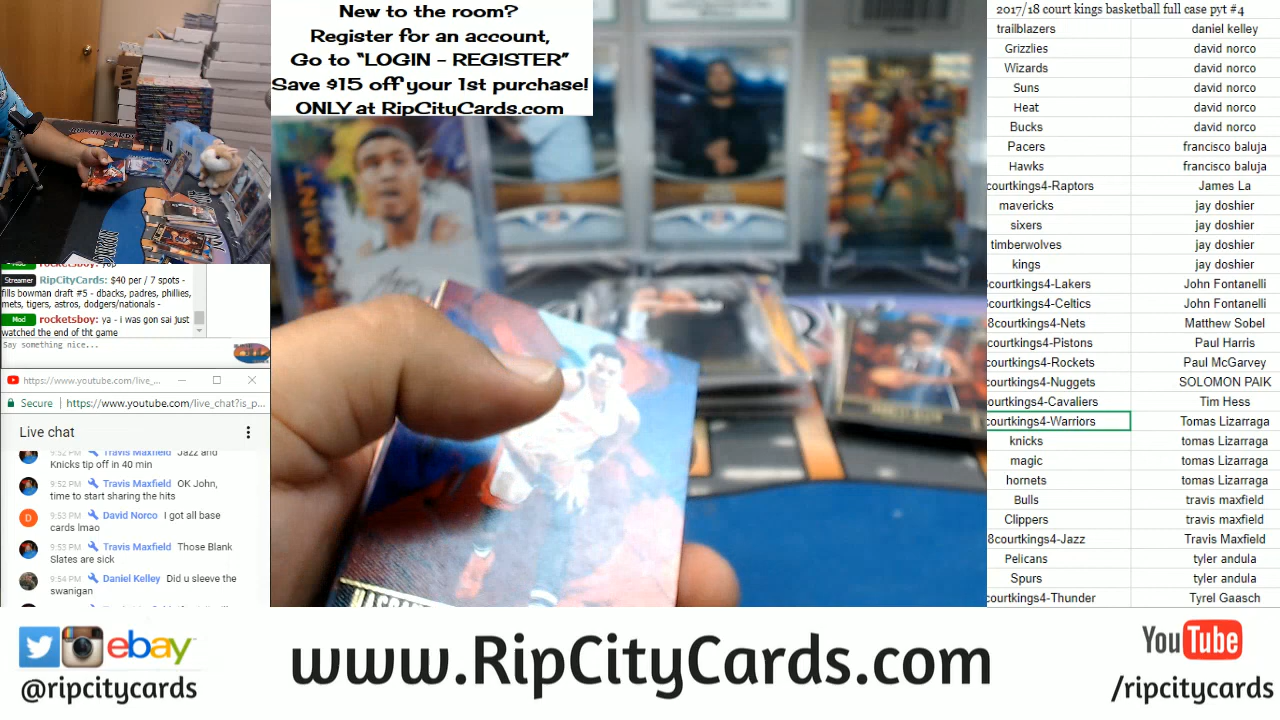 New to the room?
Register for an account,
Go to “LOGIN - REGISTER”
Save $15 off your 1st purchase!
ONLY at RipCityCards.com
rocketsboy:
Streamer RipCityCards: $40 per / 7 spots -
fills bowman draft #5 - dbacks, padres, phillies,
mets, tigers, astros, dodgers/nationals -
Mod rocketsboy: ya - i was gon sai just
watched the end of tht game
Say something nice...
https://www.youtube.com/live_...
Secure https://www.youtube.com/live_chat?is_p...
Live chat
9:52 PM Travis Maxfield Jazz and
Knicks tip off in 40 min
9:52 PM Travis Maxfield OK John,
time to start sharing the hits
D 9:53 PM David Norco I got all base
cards lmao
9:53 PM Travis Maxfield Those Blank
Slates are sick
9:54 PM Daniel Kelley Did u sleeve the
swanigan
2017/18 court kings basketball full case pyt #4
trailblazers daniel kelley
Grizzlies david norco
Wizards david norco
Suns david norco
Heat david norco
Bucks david norco
Pacers francisco baluja
Hawks francisco baluja
courtkings4-Raptors James La
mavericks jay doshier
sixers jay doshier
timberwolves jay doshier
kings jay doshier
8courtkings4-Lakers John Fontanelli
courtkings4-Celtics John Fontanelli
8courtkings4-Nets Matthew Sobel
courtkings4-Pistons Paul Harris
courtkings4-Rockets Paul McGarvey
courtkings4-Nuggets SOLOMON PAIK
courtkings4-Cavaliers Tim Hess
courtkings4-Warriors Tomas Lizarraga
knicks tomas Lizarraga
magic tomas Lizarraga
hornets tomas Lizarraga
Bulls travis maxfield
Clippers travis maxfield
8courtkings4-Jazz Travis Maxfield
Pelicans tyler andula
Spurs tyler andula
courtkings4-Thunder Tyrel Gaasch
ebay
@ripcitycards
www.RipCityCards.com
YouTube
/ripcitycards